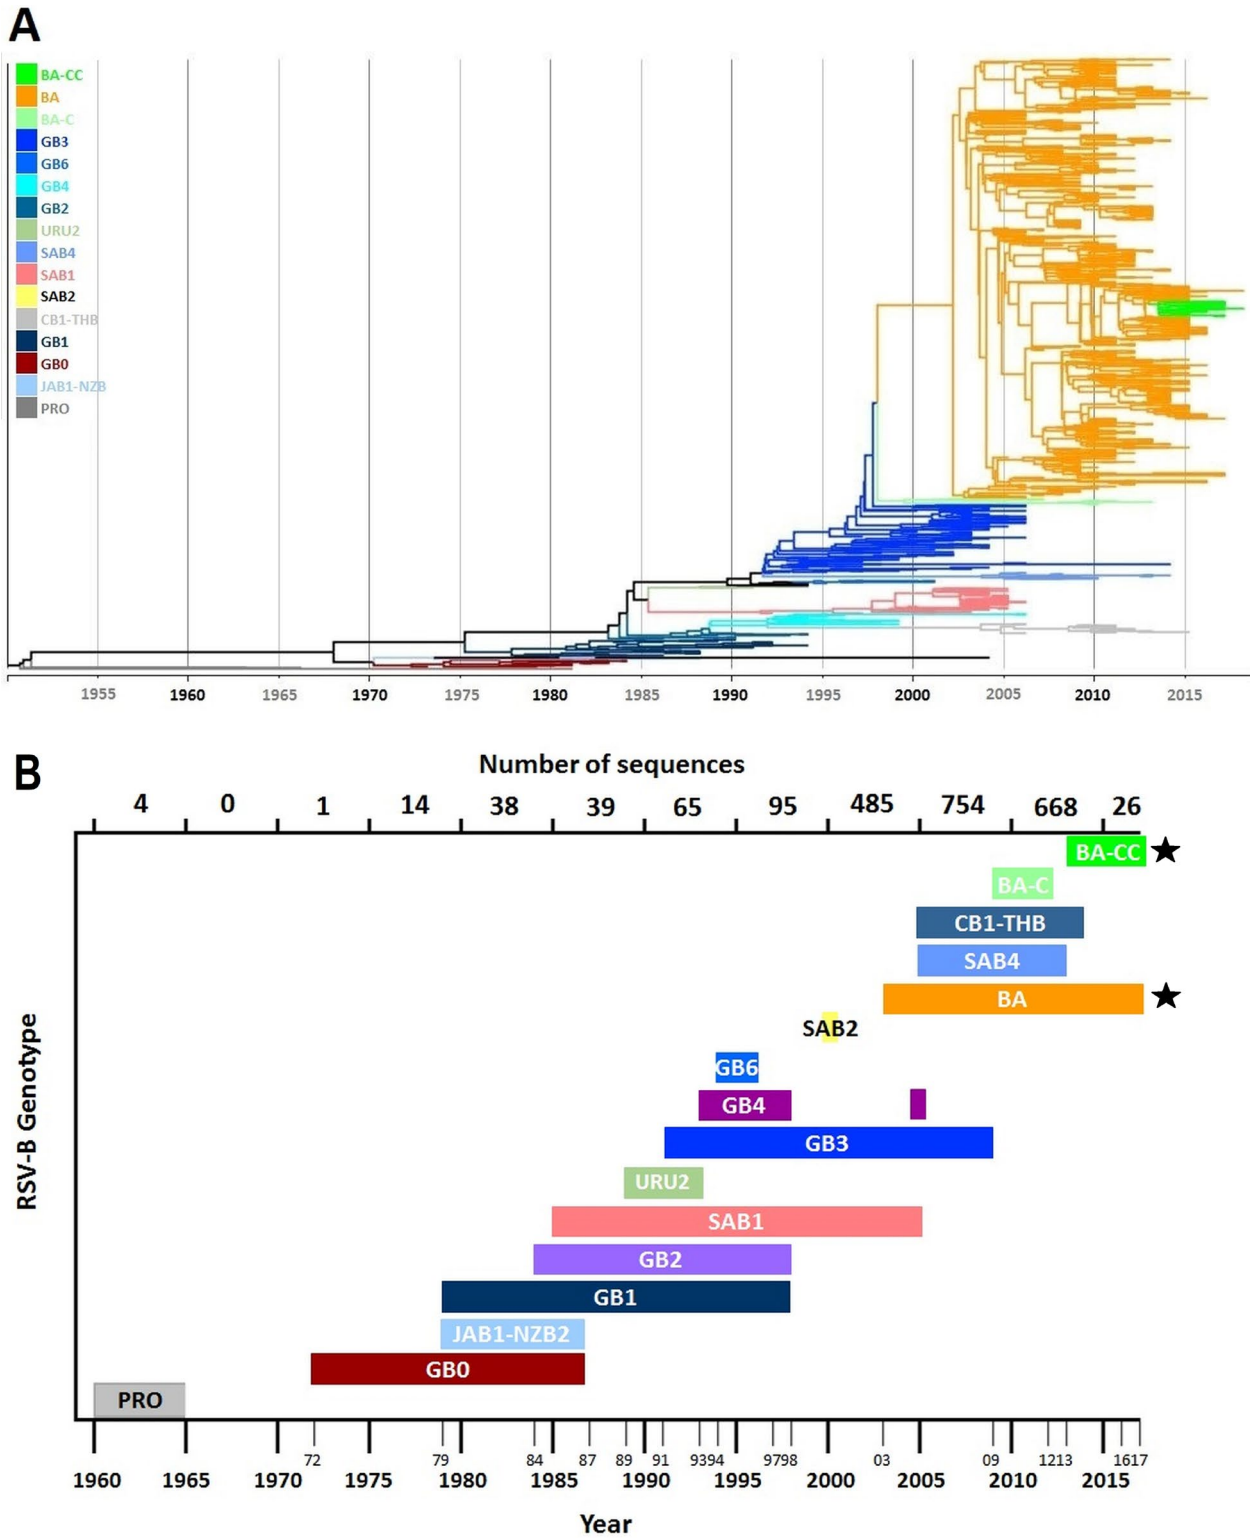 A
BA-CC
BA
BA-C
GB3
GB6
GB4
GB2
URU2
SAB4
SAB1
SAB2
CB1-THB
GB1
GB0
JAB1-NZB
PRO
1955 1960 1965 1970 1975 1980 1985 1990 1995 2000 2005 2010 2015
B
Number of sequences
4 0 1 14 38 39 65 95 485 754 668 26
BA-CC
BA-C
CB1-THB
SAB4
BA
SAB2
GB6
GB4
GB3
URU2
SAB1
GB2
GB1
JAB1-NZB2
GB0
PRO
RSV-B Genotype
72 79 84 87 89 91 9394 9798 03 09 1213 1617
1960 1965 1970 1975 1980 1985 1990 1995 2000 2005 2010 2015
Year